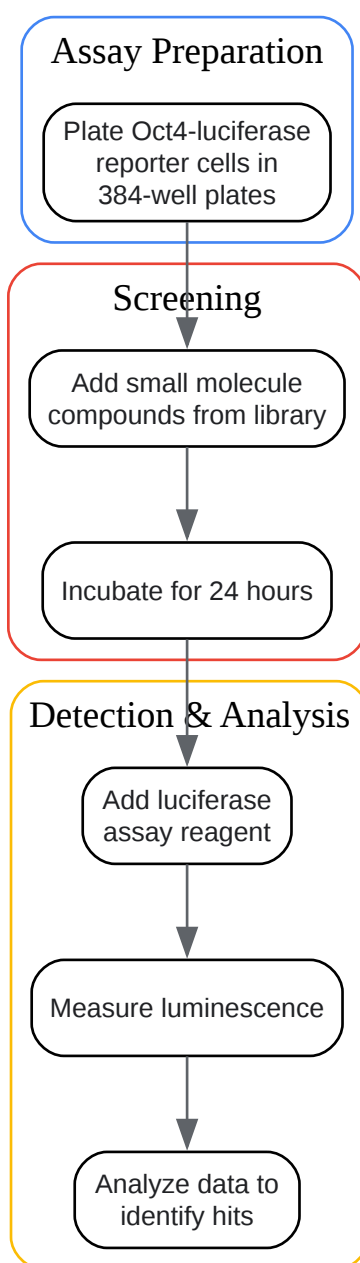 Assay Preparation
Plate Oct4-luciferase
reporter cells in
384-well plates
Screening
Add small molecule
compounds from library
Incubate for 24 hours
Detection & Analysis
Add luciferase
assay reagent
Measure luminescence
Analyze data to
identify hits